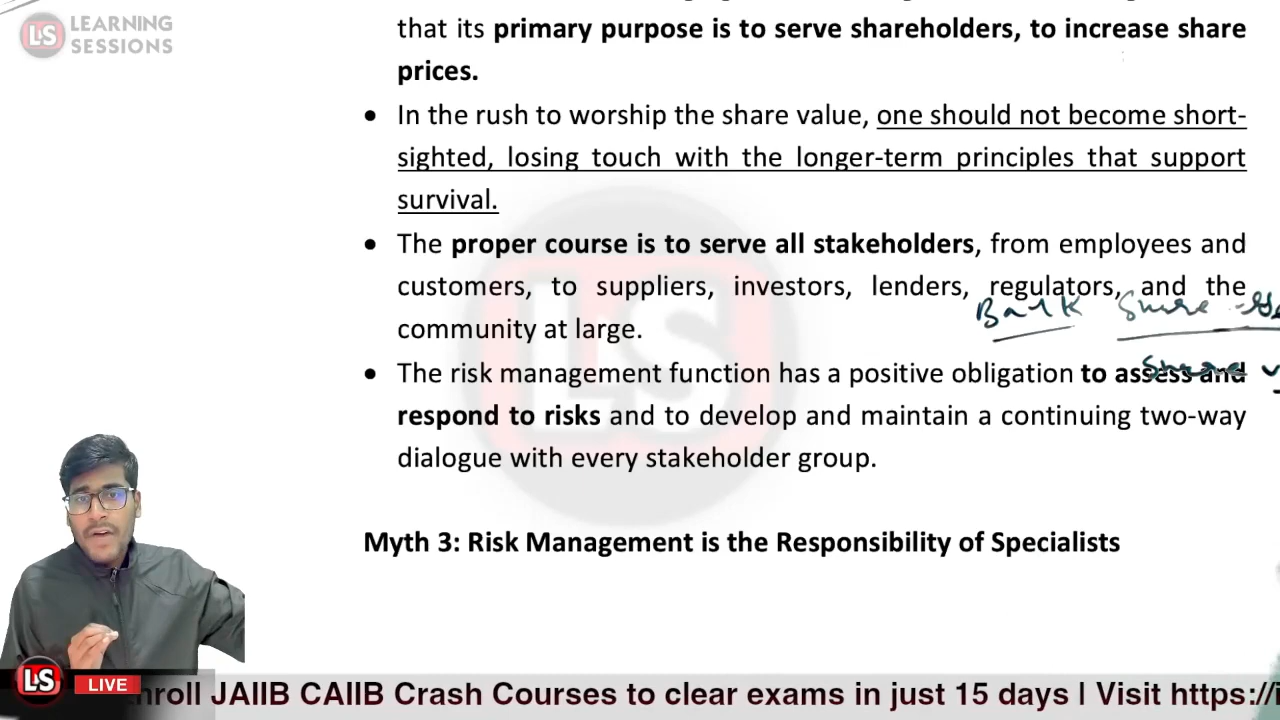 LS LEARNING
SESSIONS
that its primary purpose is to serve shareholders, to increase share
prices.
• In the rush to worship the share value, one should not become short-
sighted, losing touch with the longer-term principles that support
survival.
• The proper course is to serve all stakeholders, from employees and
customers, to suppliers, investors, lenders, regulators, and the
Bank Share
community at large.
• The risk management function has a positive obligation to assess and
respond to risks and to develop and maintain a continuing two-way
dialogue with every stakeholder group.
LS
Myth 3: Risk Management is the Responsibility of Specialists
LS LIVE nroll JAIIB CAIIB Crash Courses to clear exams in just 15 days | Visit https://i